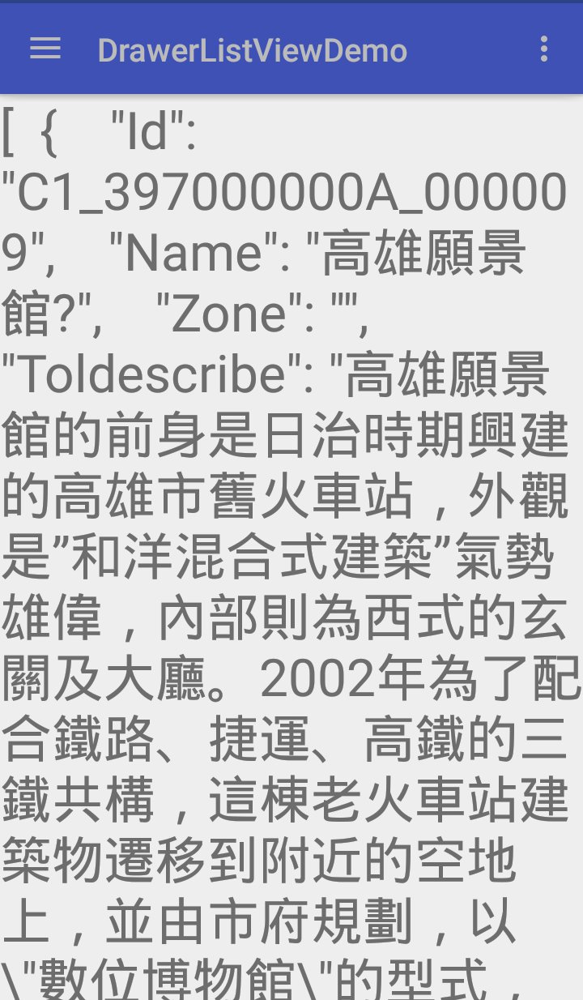 DrawerListViewDemo
[  {    "Id":
"C1_397000000A_00000
9",    "Name": "高雄願景
館?",    "Zone": "",
"Toldescribe": "高雄願景
館的前身是日治時期興建
的高雄市舊火車站，外觀
是”和洋混合式建築”氣勢
雄偉，內部則為西式的玄
關及大廳。2002年為了配
合鐵路、捷運、高鐵的三
鐵共構，這棟老火車站建
築物遷移到附近的空地
上，並由市府規劃，以
\"數位博物館\"的型式，